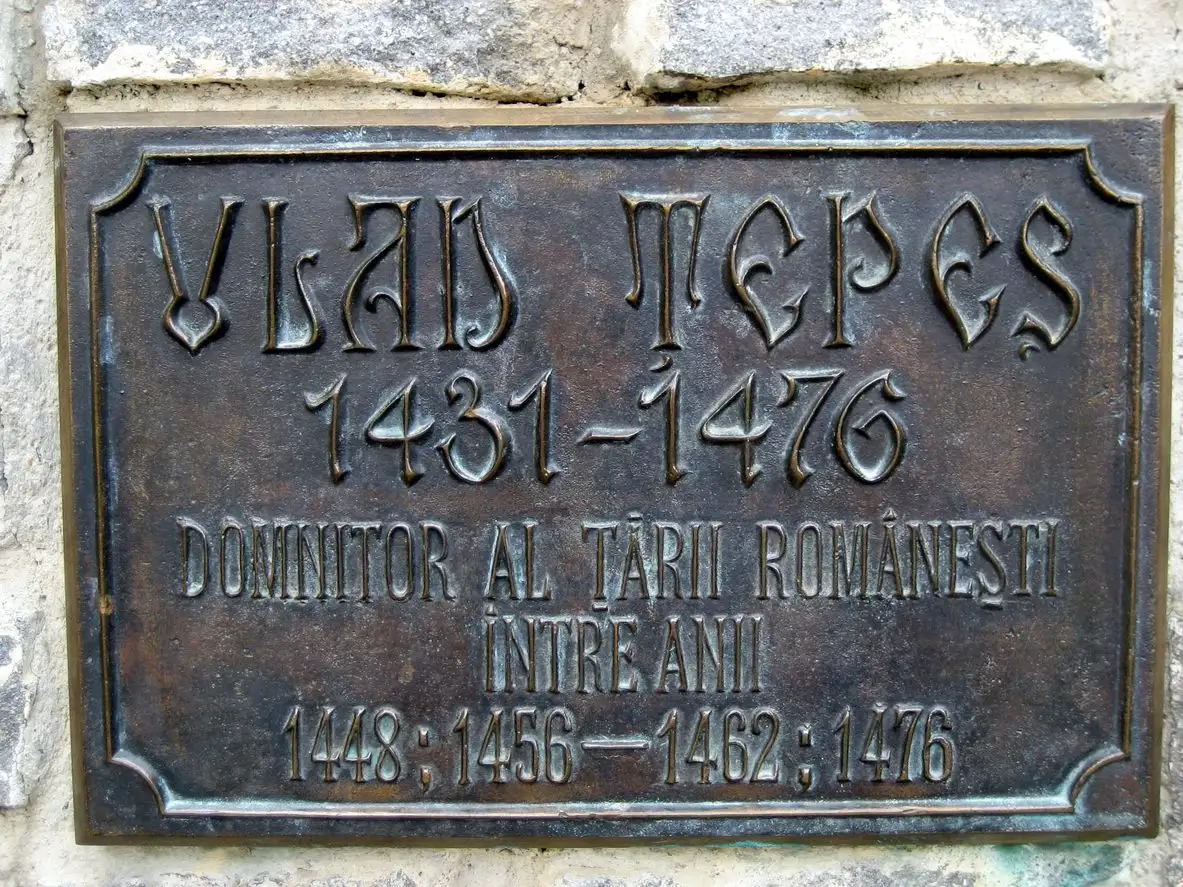 VLAD ȚEPEȘ
1431-1476
DOMNITOR AL ȚĂRII ROMÂNEȘTI
ÎNTRE ANII
1448; 1456—1462; 1476